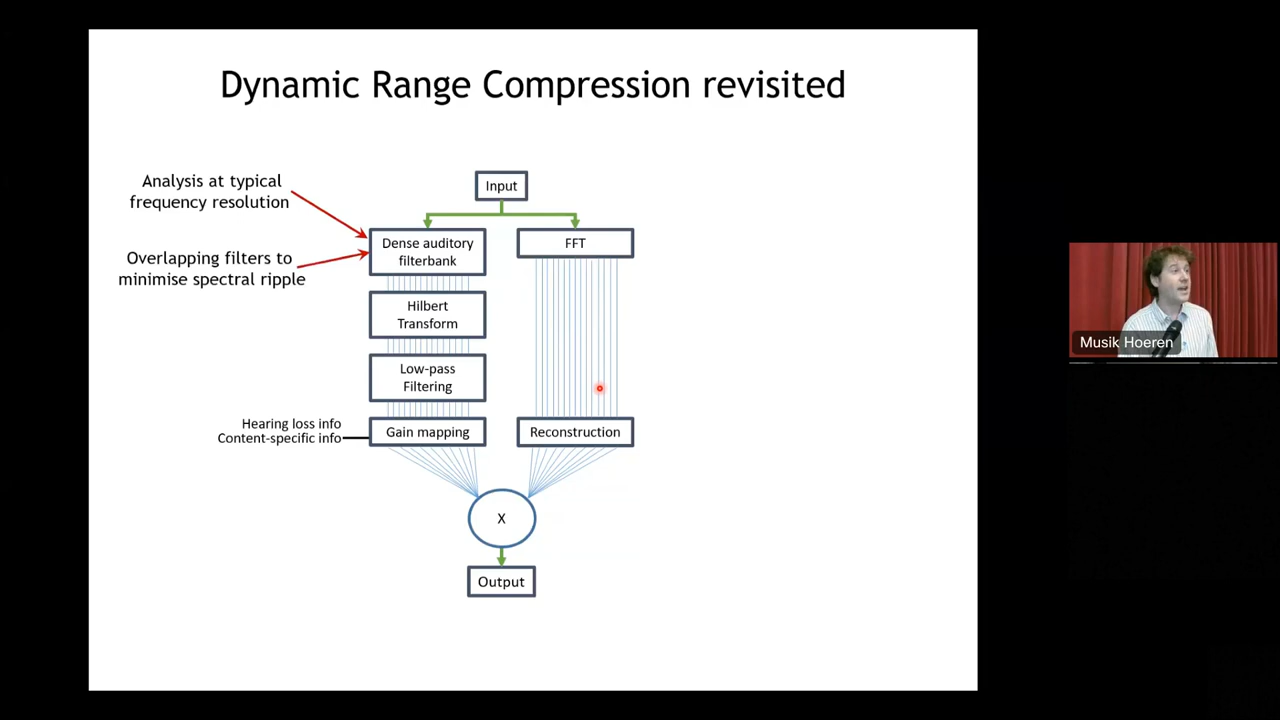 Dynamic Range Compression revisited
Analysis at typical
frequency resolution
Overlapping filters to
minimise spectral ripple
Input
Dense auditory
filterbank
FFT
Hilbert
Transform
Low-pass
Filtering
Hearing loss info
Content-specific info
Gain mapping
Reconstruction
X
Output
Musik Hoeren